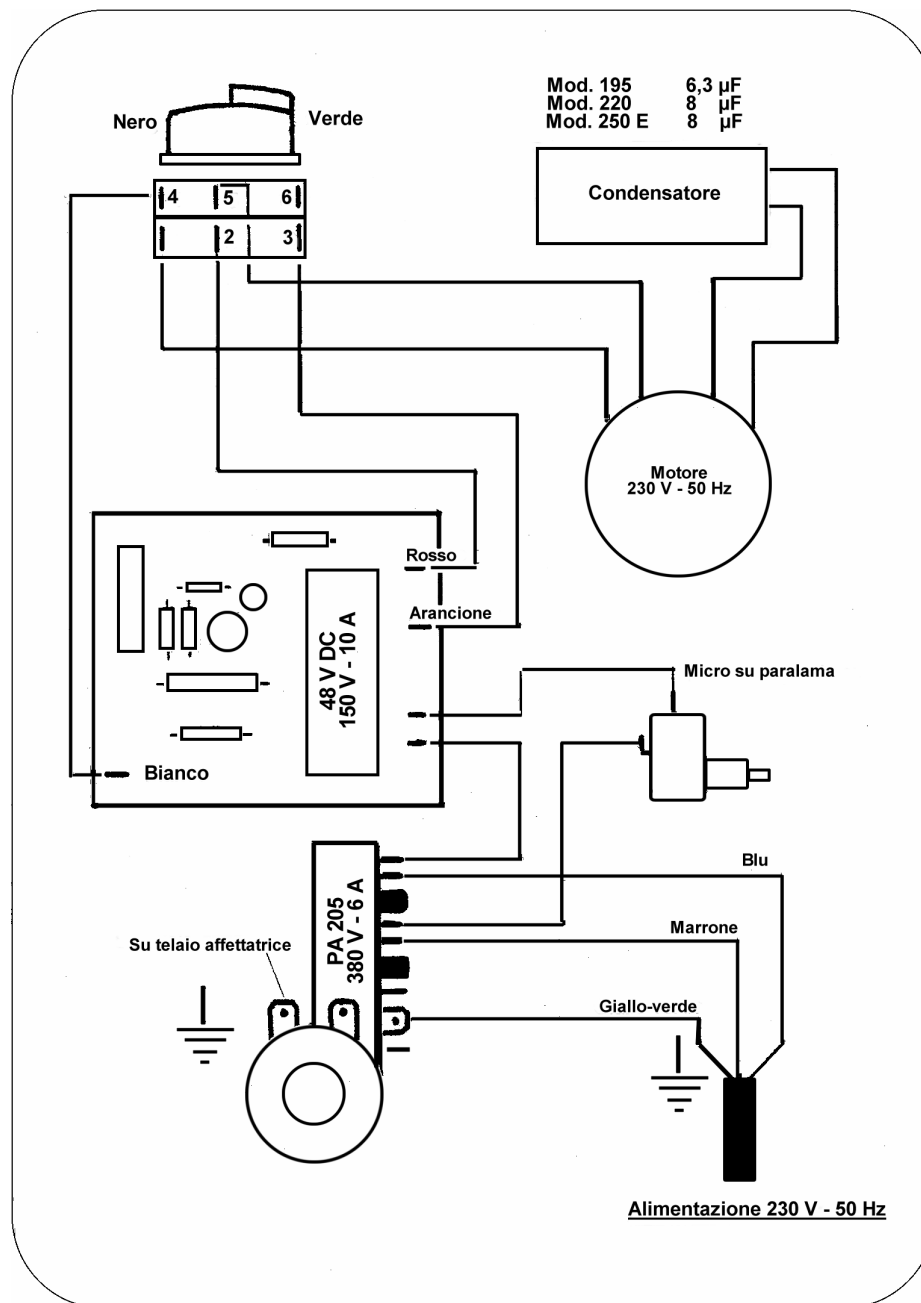 Mod. 195 6,3 µF
Mod. 220 8 µF
Mod. 250 E 8 µF
Nero
Verde
Condensatore
4 5 6
2 3
Motore
230 V - 50 Hz
Rosso
Arancione
48 V DC
150 V - 10 A
Micro su paralama
Bianco
Blu
PA 205
380 V - 6 A
Marrone
Su telaio affettatrice
Giallo-verde
Alimentazione 230 V - 50 Hz